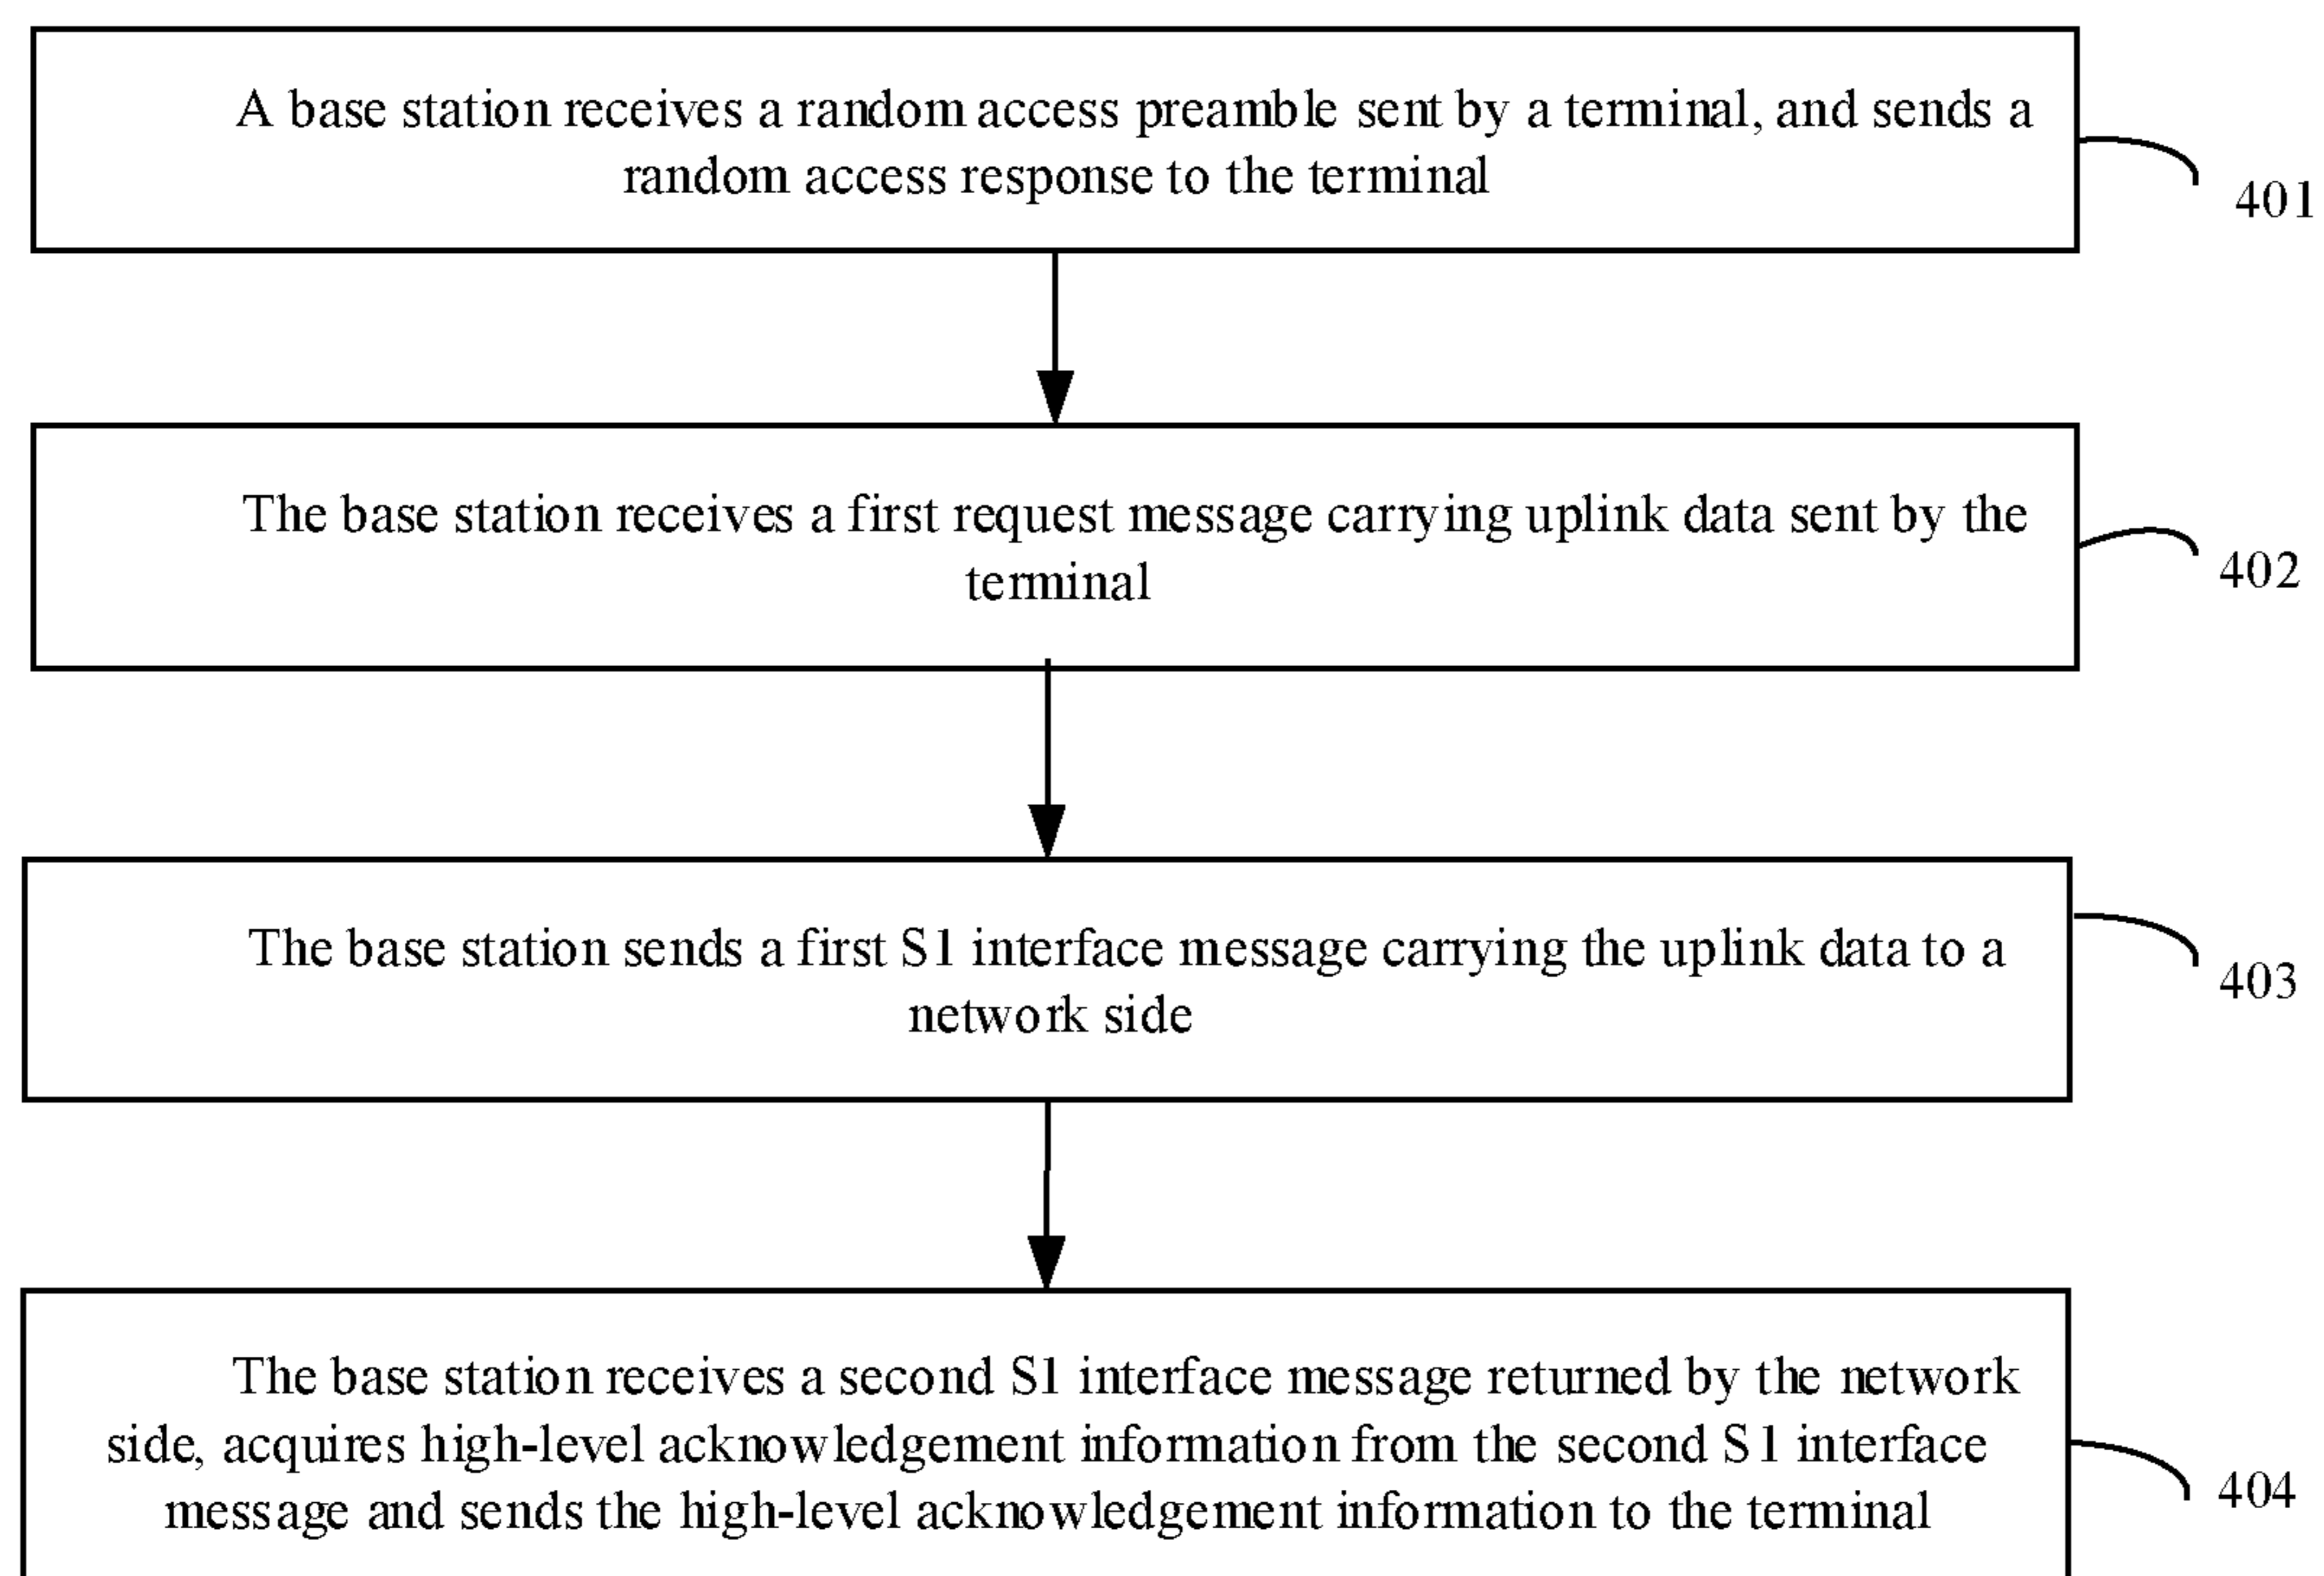 A base station receives a random access preamble sent by a terminal, and sends a
random access response to the terminal
401
The base station receives a first request message carrying uplink data sent by the
terminal
402
The base station sends a first S1 interface message carrying the uplink data to a
network side
403
The base station receives a second S1 interface message returned by the network
side, acquires high-level acknowledgement information from the second S1 interface
message and sends the high-level acknowledgement information to the terminal
404